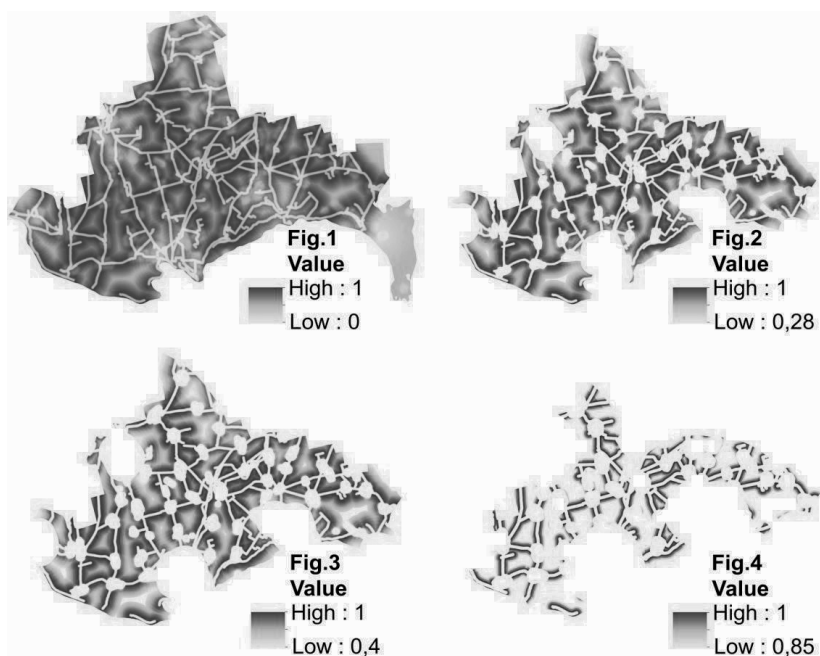 Fig.1
Value
High : 1
Low : 0
Fig.2
Value
High : 1
Low : 0,28
Fig.3
Value
High : 1
Low : 0,4
Fig.4
Value
High : 1
Low : 0,85